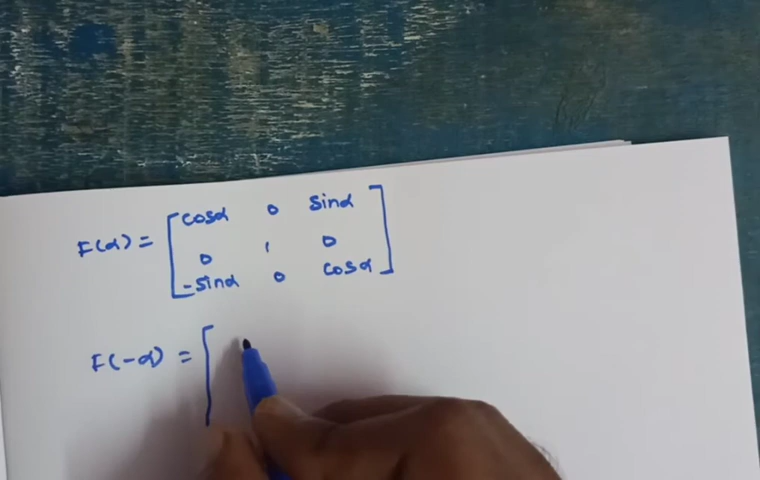 F(α) = [ cosα 0 sinα
0 1 0
-sinα 0 cosα ]
F(-α) = [